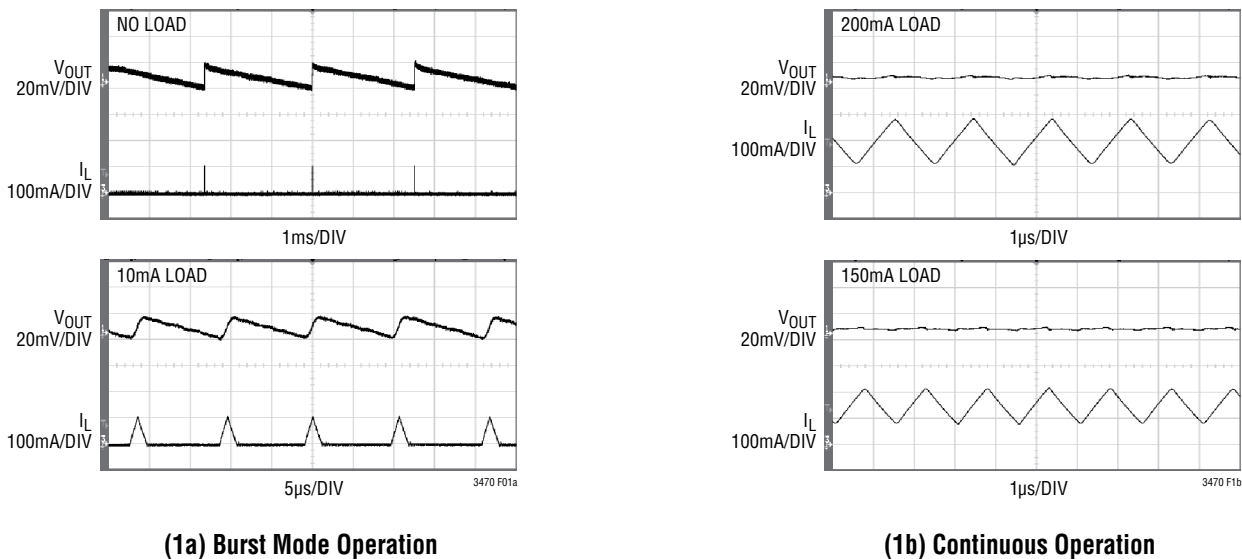 NO LOAD
VOUT
20mV/DIV
IL
100mA/DIV
1ms/DIV
10mA LOAD
VOUT
20mV/DIV
IL
100mA/DIV
5µs/DIV
3470 F01a
(1a) Burst Mode Operation
200mA LOAD
VOUT
20mV/DIV
IL
100mA/DIV
1µs/DIV
150mA LOAD
VOUT
20mV/DIV
IL
100mA/DIV
1µs/DIV
3470 F1b
(1b) Continuous Operation